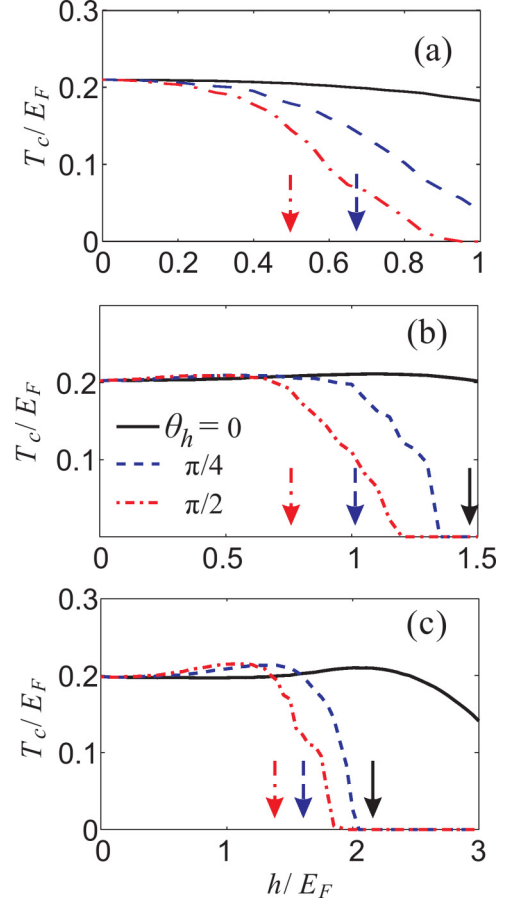 (a)
T_c/E_F
0.3
0.2
0.1
0
0 0.2 0.4 0.6 0.8 1
(b)
T_c/E_F
0.2
0.1
θ_h = 0
π/4
π/2
0 0.5 1 1.5
(c)
T_c/E_F
0.3
0.2
0.1
0
0 1 2 3
h/E_F